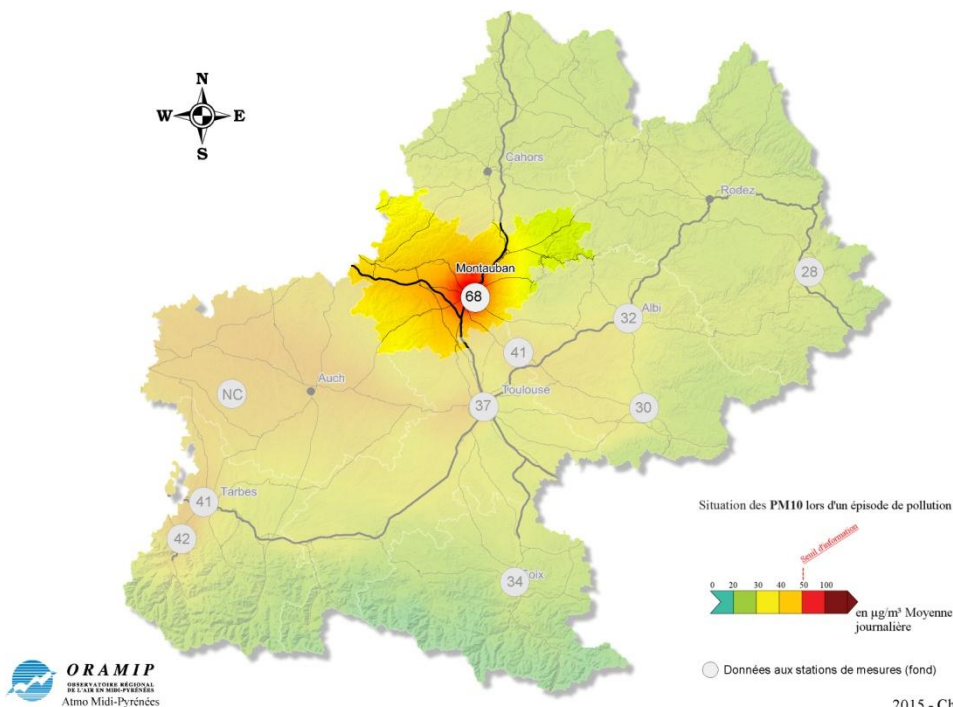 N
W E
S
Cahors
Rodez
Montauban
68
28
32
Albi
41
Auch
NC
Toulouse
37
30
Tarbes
41
42
34
Foix
Situation des PM10 lors d'un épisode de pollution
Seuil d'information
0 20 30 40 50 100
en µg/m³ Moyenne
journalière
Données aux stations de mesures (fond)
ORAMIP
OBSERVATOIRE RÉGIONAL
DE L'AIR EN MIDI-PYRÉNÉES
Atmo Midi-Pyrénées
2015 - Ch